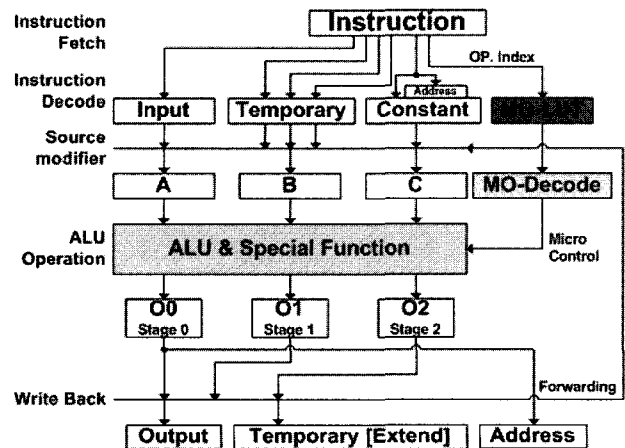 Instruction
Fetch
Instruction
OP. index
Instruction
Decode
Address
Input
Temporary
Constant
Source
modifier
A
B
C
MO-Decode
ALU
Operation
ALU & Special Function
Micro
Control
O0
Stage 0
O1
Stage 1
O2
Stage 2
Forwarding
Write Back
Output
Temporary [Extend]
Address